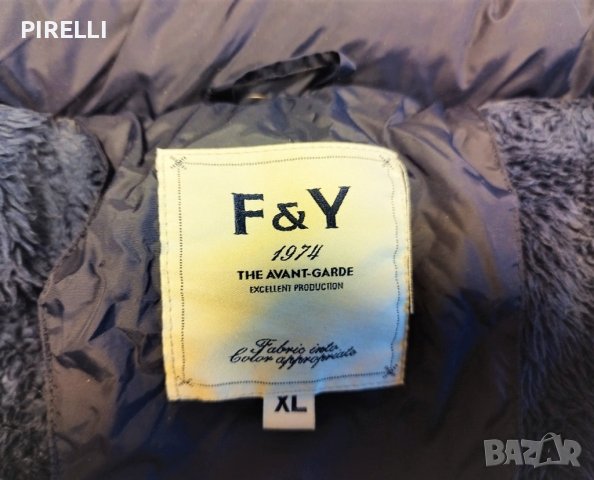 PIRELLI
F&Y
1974
THE AVANT-GARDE
EXCELLENT PRODUCTION
Fabric into
Color appropriate
XL
BAZAR